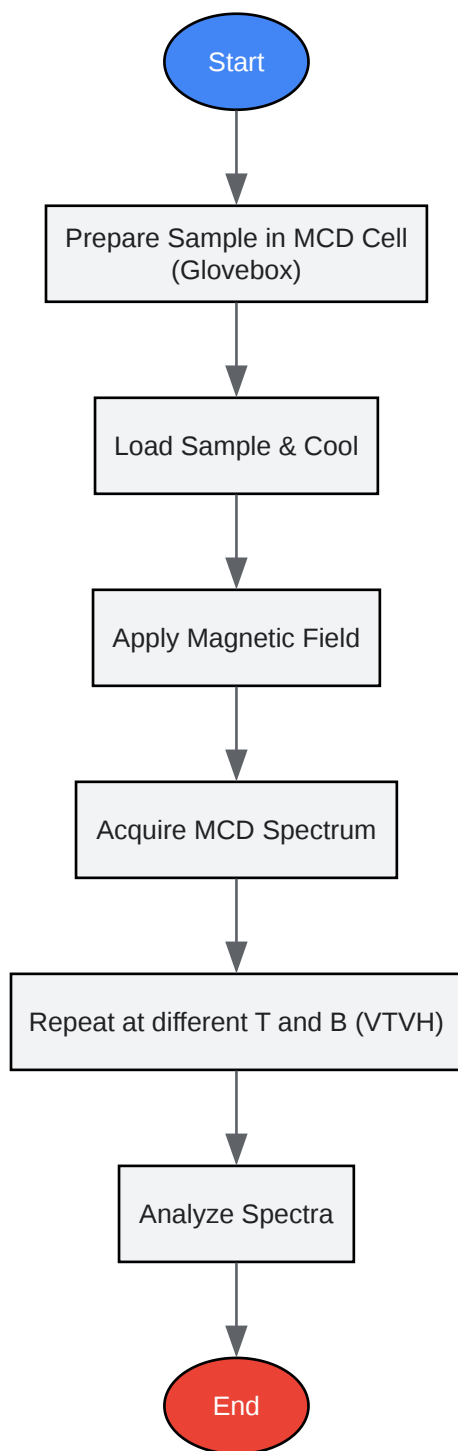 Start
Prepare Sample in MCD Cell
(Glovebox)
Load Sample & Cool
Apply Magnetic Field
Acquire MCD Spectrum
Repeat at different T and B (VTVH)
Analyze Spectra
End